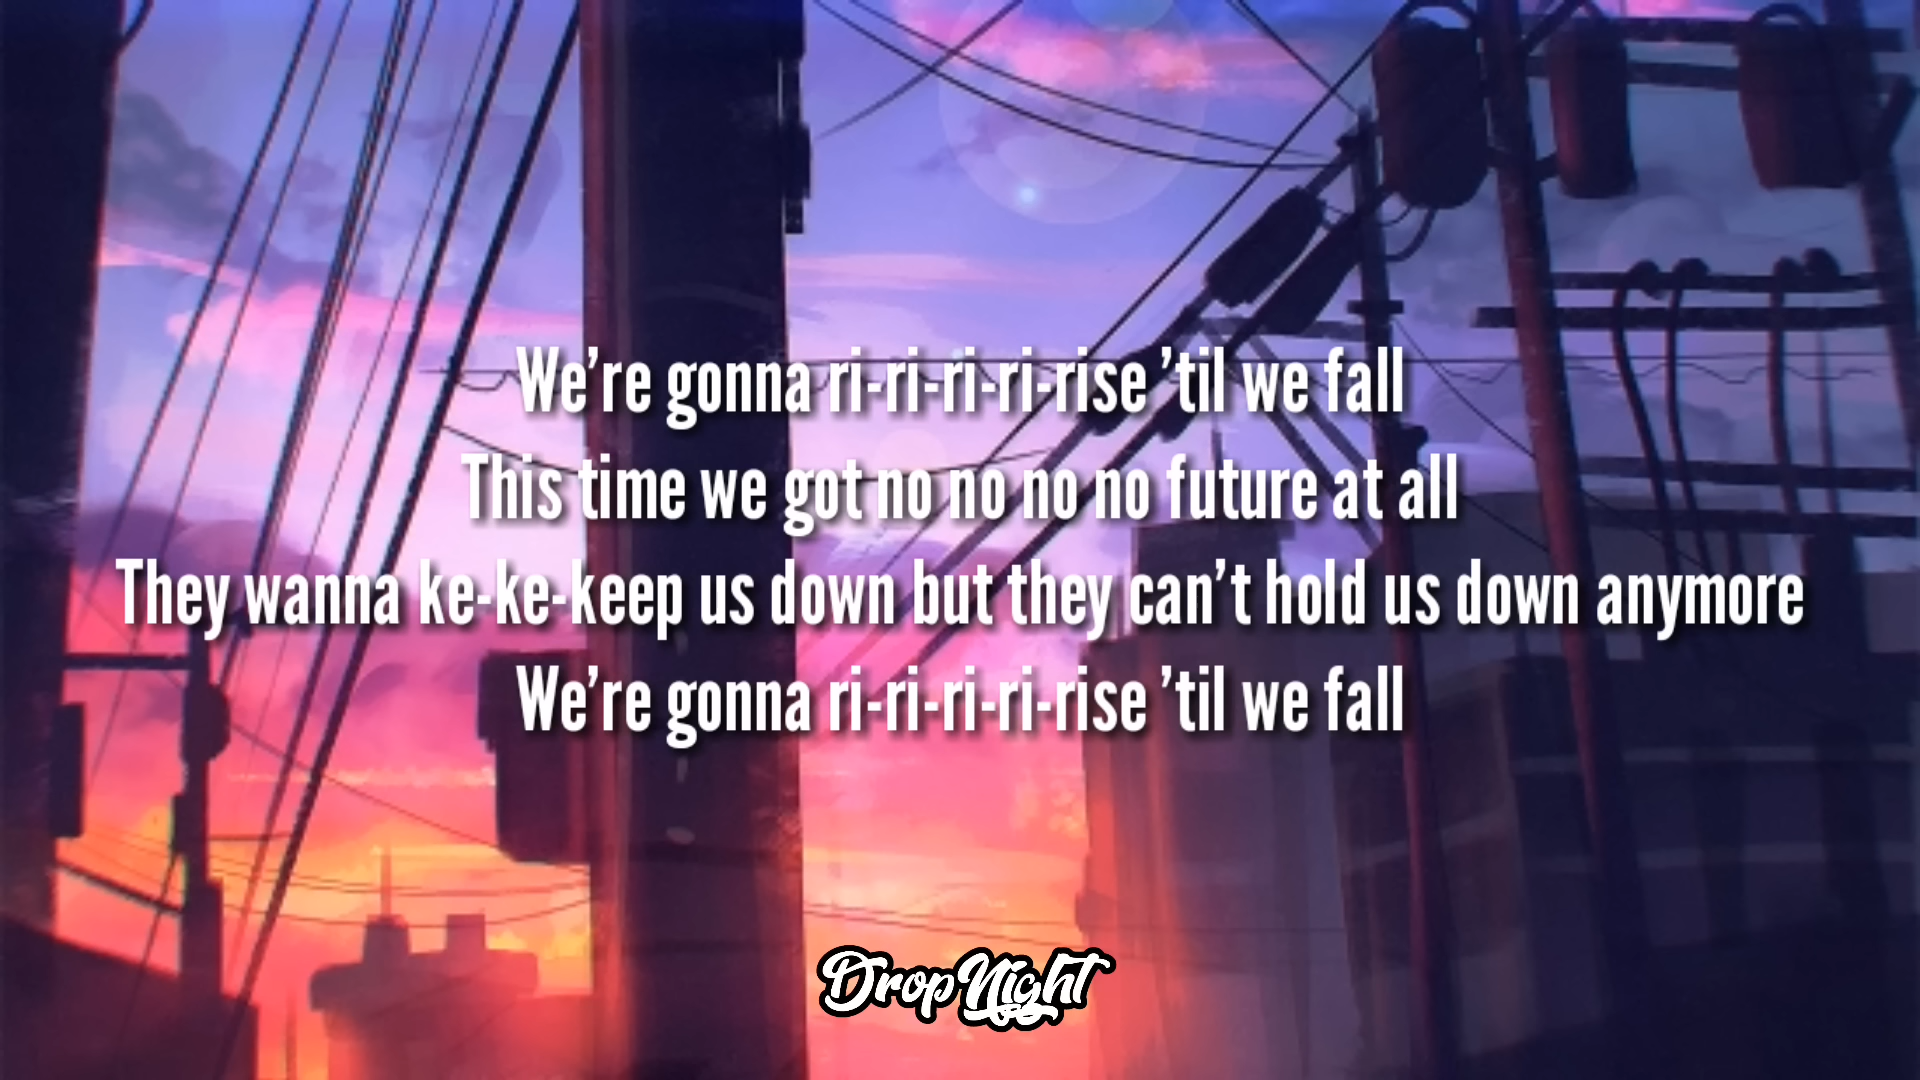 We’re gonna ri-ri-ri-ri-rise ’til we fall
This time we got no no no no future at all
They wanna ke-ke-keep us down but they can’t hold us down anymore
We’re gonna ri-ri-ri-ri-rise ’til we fall
DropNight